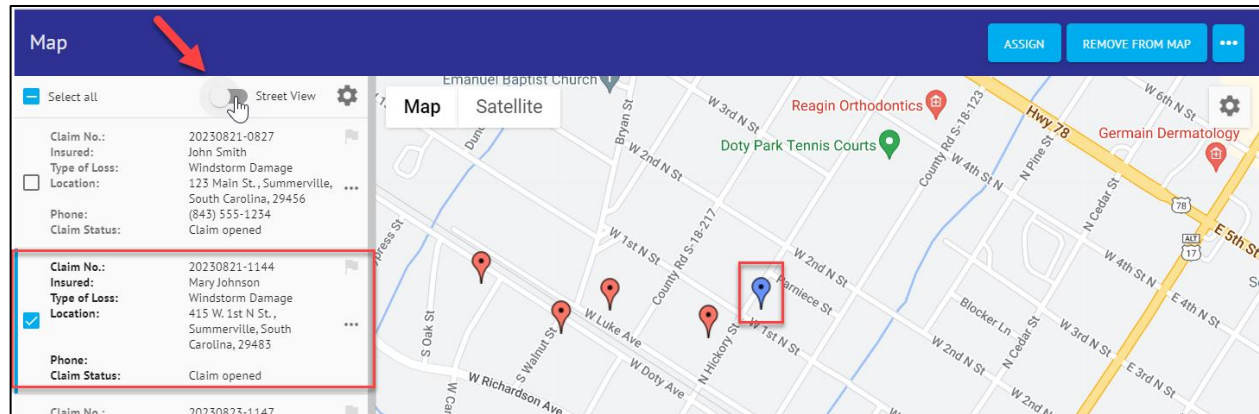 Map
ASSIGN
REMOVE FROM MAP
Select all
Street View
Claim No.: 20230821-0827
Insured: John Smith
Type of Loss: Windstorm Damage
Location: 123 Main St., Summerville,
South Carolina, 29456
Phone: (843) 555-1234
Claim Status: Claim opened
Claim No.: 20230821-1144
Insured: Mary Johnson
Type of Loss: Windstorm Damage
Location: 415 W. 1st N St.,
Summerville, South
Carolina, 29483
Phone:
Claim Status: Claim opened
Claim No.: 20230823-1147
Map
Satellite
Emanuel Baptist Church
Bryan St
W 3rd N St
Reagin Orthodontics
County Rd S-18-123
Hwy 78
W 6th N St
Germain Dermatology
Doty Park Tennis Courts
W 2nd N St
W 4th St N
N Pine St
N Cedar St
78
ALT
17
E 5th St
press St
W 1st N St
County Rd S-18-217
W 2nd N St
Parniece St
W 4th N St
E 4th N St
S Oak St
W Luke Ave
S Walnut St
N Hickory St
W 1st N St
Blocker Ln
N Cedar St
W 3rd N St
W Doty Ave
W 2nd N St
E 3rd N St
W Richardson Ave
W Car
W 2nd N